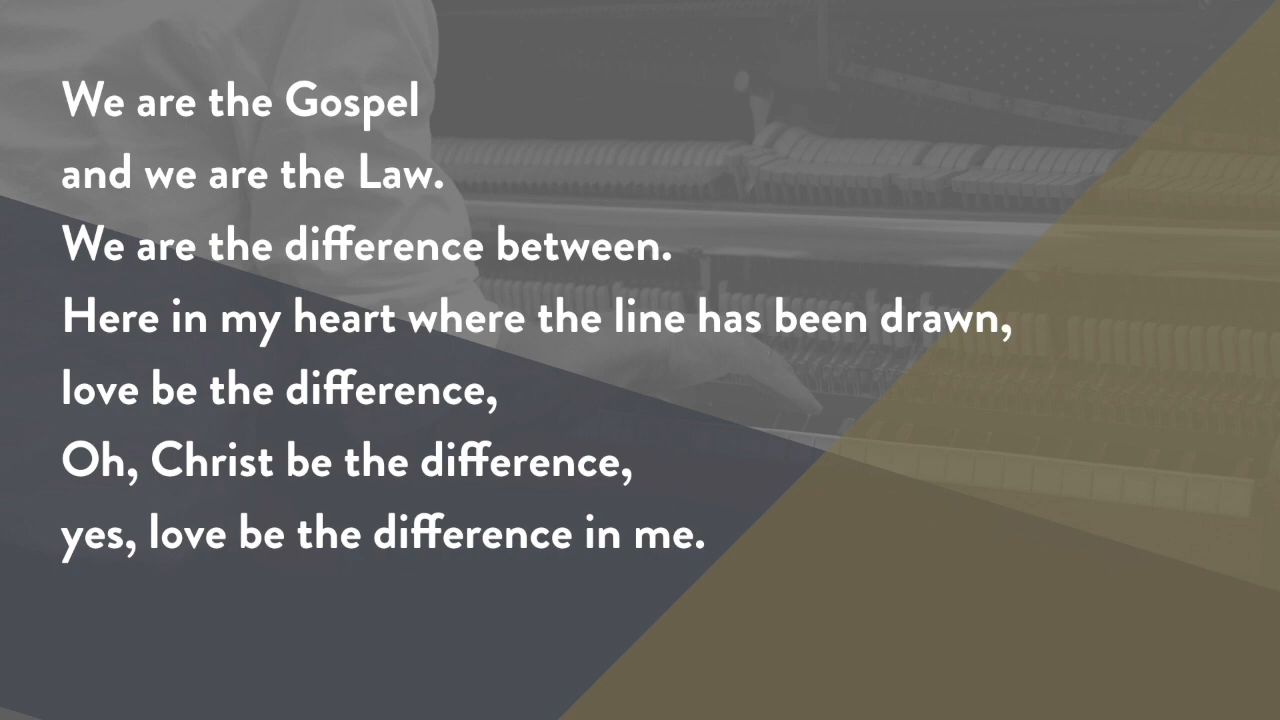 We are the Gospel
and we are the Law.
We are the difference between.
Here in my heart where the line has been drawn,
love be the difference,
Oh, Christ be the difference,
yes, love be the difference in me.